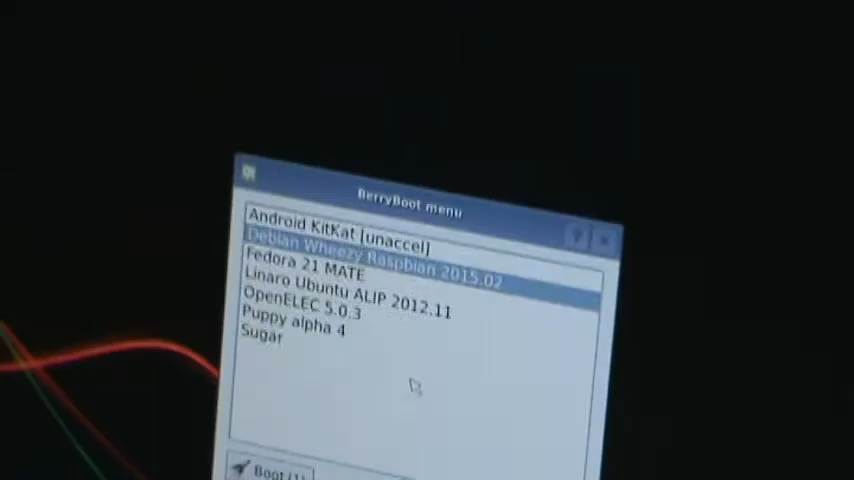 BerryBoot menu
Android KitKat [unaccel]
Debian Wheezy Raspbian 2015.02
Fedora 21 MATE
Linaro Ubuntu ALIP 2012.11
OpenELEC 5.0.3
Puppy alpha 4
Sugar
Boot (1)